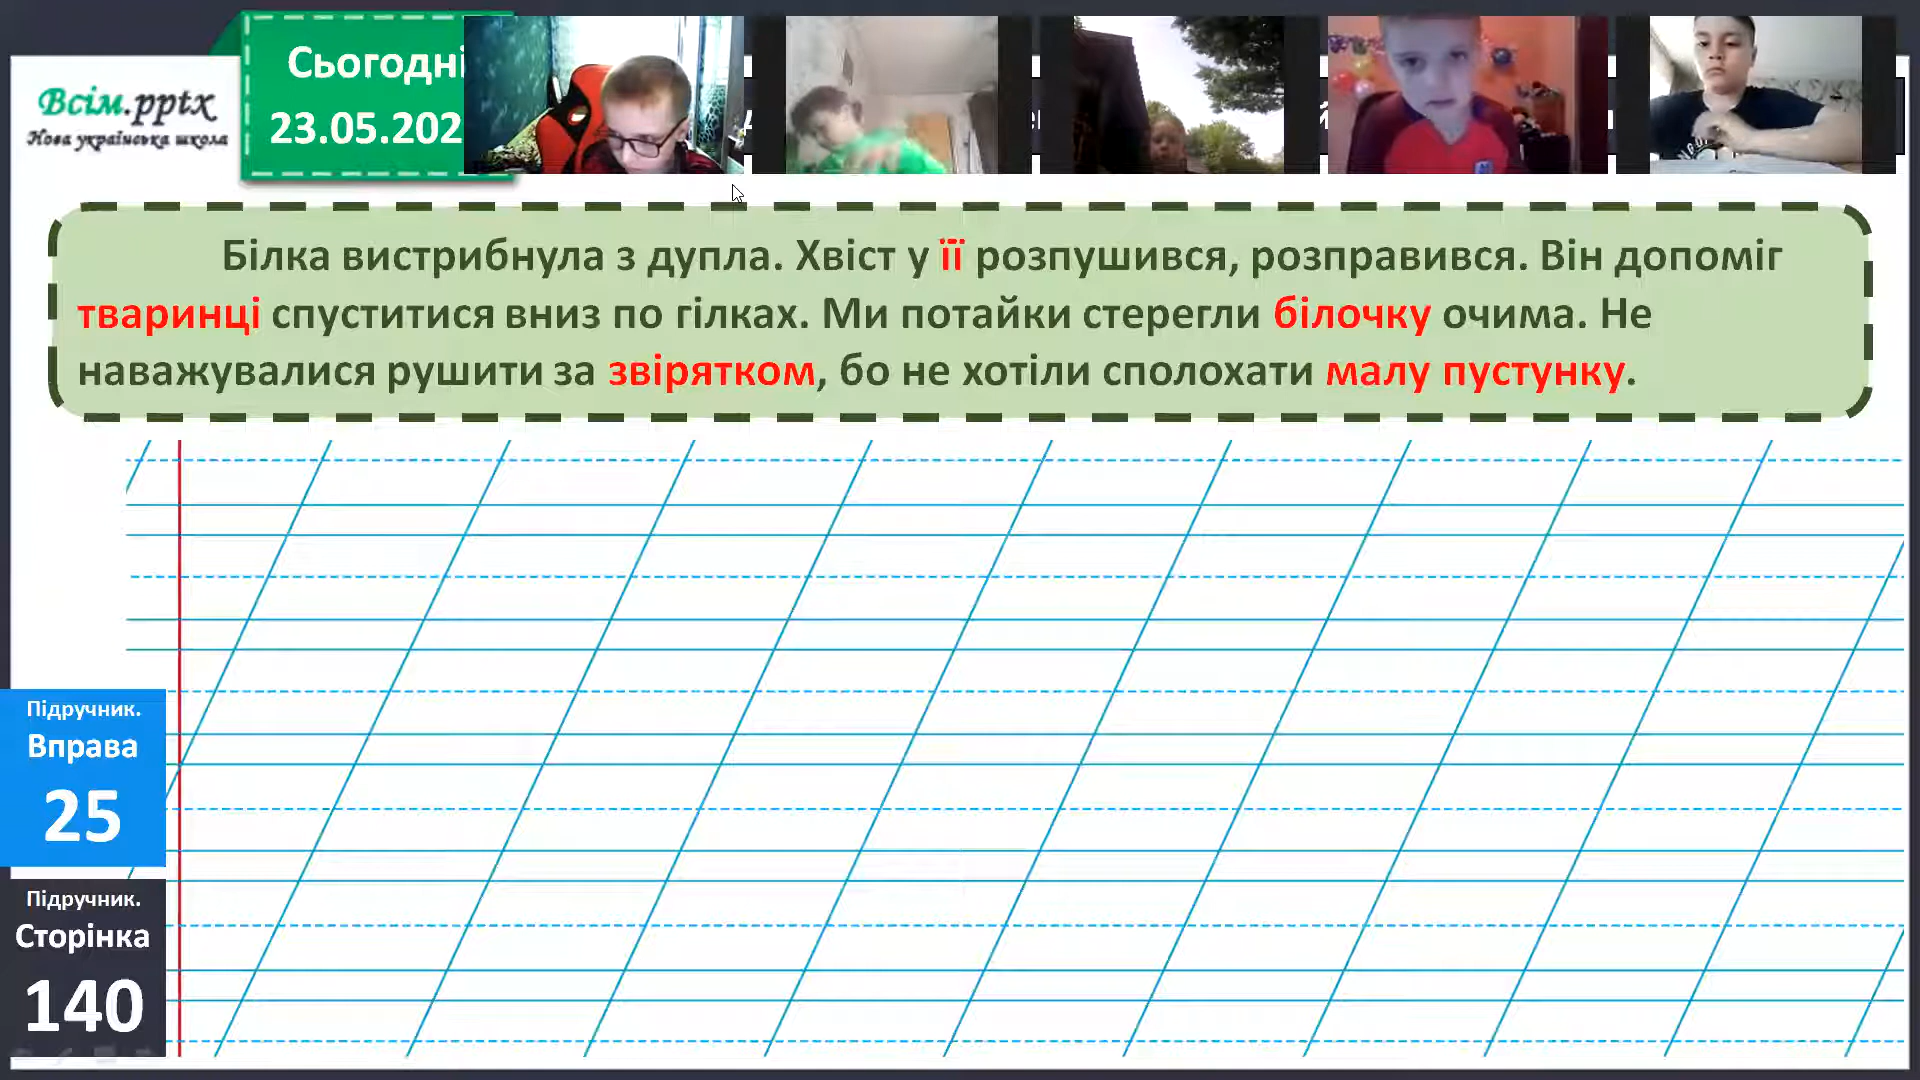 Всім.pptx
Нова українська школа
Сьогодні
23.05.202
Білка вистрибнула з дупла. Хвіст у її розпушився, розправився. Він допоміг
тваринці спуститися вниз по гілках. Ми потайки стерегли білочку очима. Не
наважувалися рушити за звірятком, бо не хотіли сполохати малу пустунку.
Підручник.
Вправа
25
Підручник.
Сторінка
140